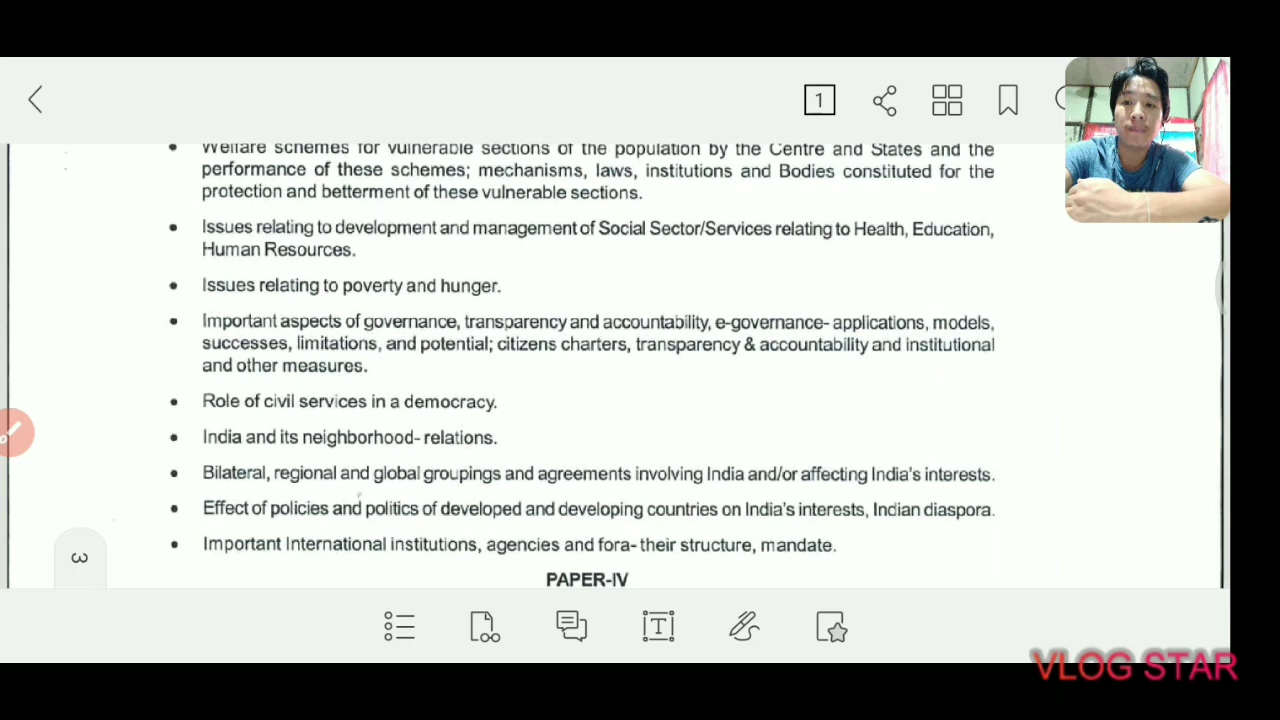 1
• Welfare schemes for vulnerable sections of the population by the Centre and States and the
performance of these schemes; mechanisms, laws, institutions and Bodies constituted for the
protection and betterment of these vulnerable sections.
• Issues relating to development and management of Social Sector/Services relating to Health, Education,
Human Resources.
• Issues relating to poverty and hunger.
• Important aspects of governance, transparency and accountability, e-governance- applications, models,
successes, limitations, and potential; citizens charters, transparency & accountability and institutional
and other measures.
• Role of civil services in a democracy.
• India and its neighborhood- relations.
• Bilateral, regional and global groupings and agreements involving India and/or affecting India's interests.
• Effect of policies and politics of developed and developing countries on India's interests, Indian diaspora.
• Important International institutions, agencies and fora- their structure, mandate.
3
PAPER-IV
T
VLOG STAR